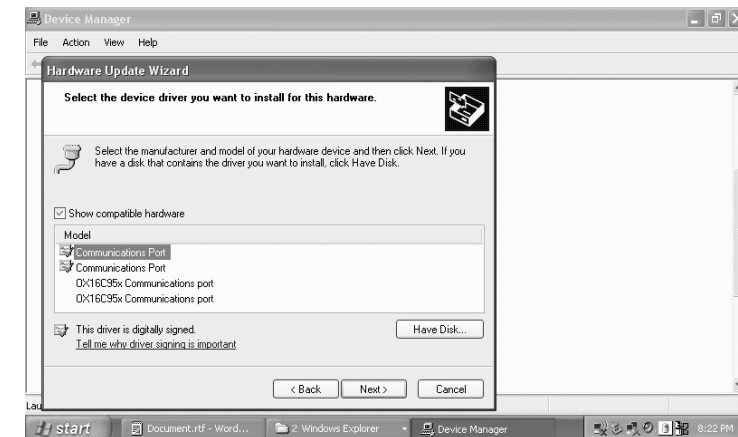 Device Manager
File Action View Help
Hardware Update Wizard
Select the device driver you want to install for this hardware.
Select the manufacturer and model of your hardware device and then click Next. If you
have a disk that contains the driver you want to install, click Have Disk.
Show compatible hardware
Model
Communications Port
Communications Port
OX16C95x Communications port
OX16C95x Communications port
This driver is digitally signed.
Tell me why driver signing is important
Have Disk...
< Back Next > Cancel
Lau
start Document.rtf - Word... 2 Windows Explorer Device Manager 8:22 PM